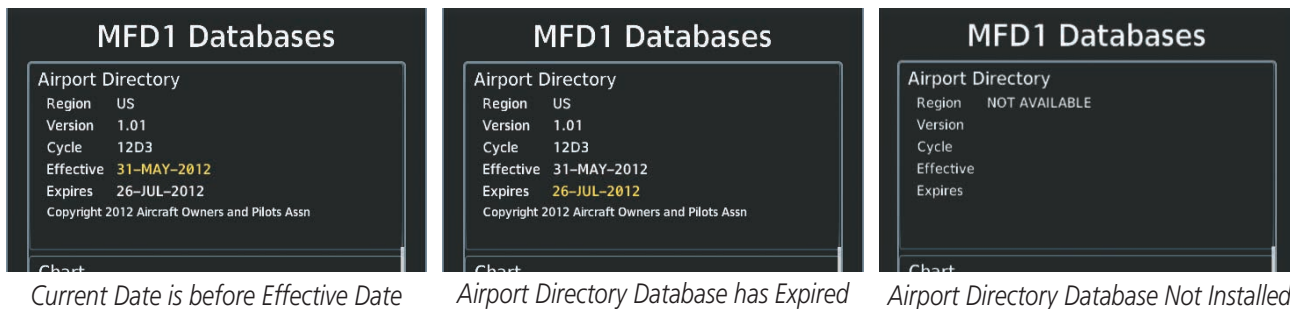 MFD1 Databases
Airport Directory
Region US
Version 1.01
Cycle 12D3
Effective 31–MAY–2012
Expires 26–JUL–2012
Copyright 2012 Aircraft Owners and Pilots Assn
Chart
Current Date is before Effective Date
MFD1 Databases
Airport Directory
Region US
Version 1.01
Cycle 12D3
Effective 31–MAY–2012
Expires 26–JUL–2012
Copyright 2012 Aircraft Owners and Pilots Assn
Chart
Airport Directory Database has Expired
MFD1 Databases
Airport Directory
Region NOT AVAILABLE
Version
Cycle
Effective
Expires
Chart
Airport Directory Database Not Installed